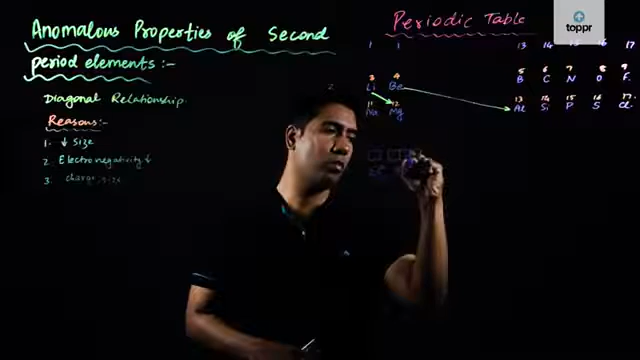 Anomalous Properties of Second
period elements :-
Diagonal Relationship.
Reasons:-
1. ↓ Size
2. Electronegativity ↓
3.
Periodic Table
1 1 13 14 15 16 17
2 3 4 5 6 7 8 9
Li Be B C N O F
11 12 13 14 15 16 17
Na Mg Al Si P S Cl
toppr